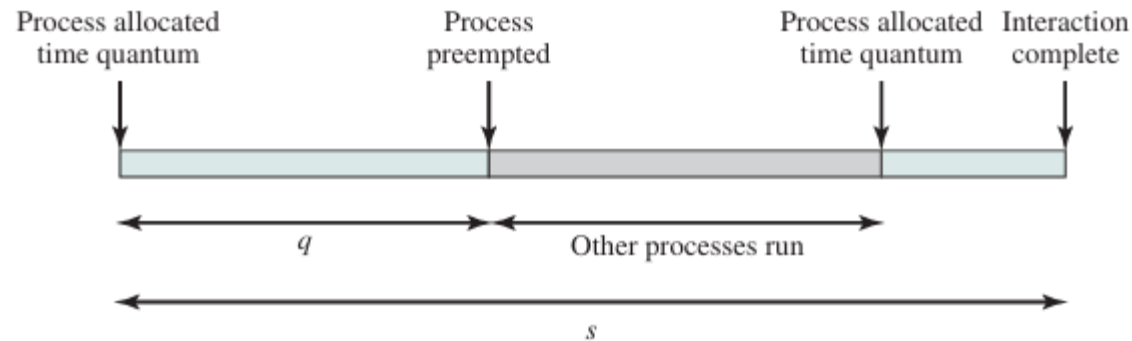 Process allocated
time quantum
Process
preempted
Process allocated
time quantum
Interaction
complete
q
Other processes run
s